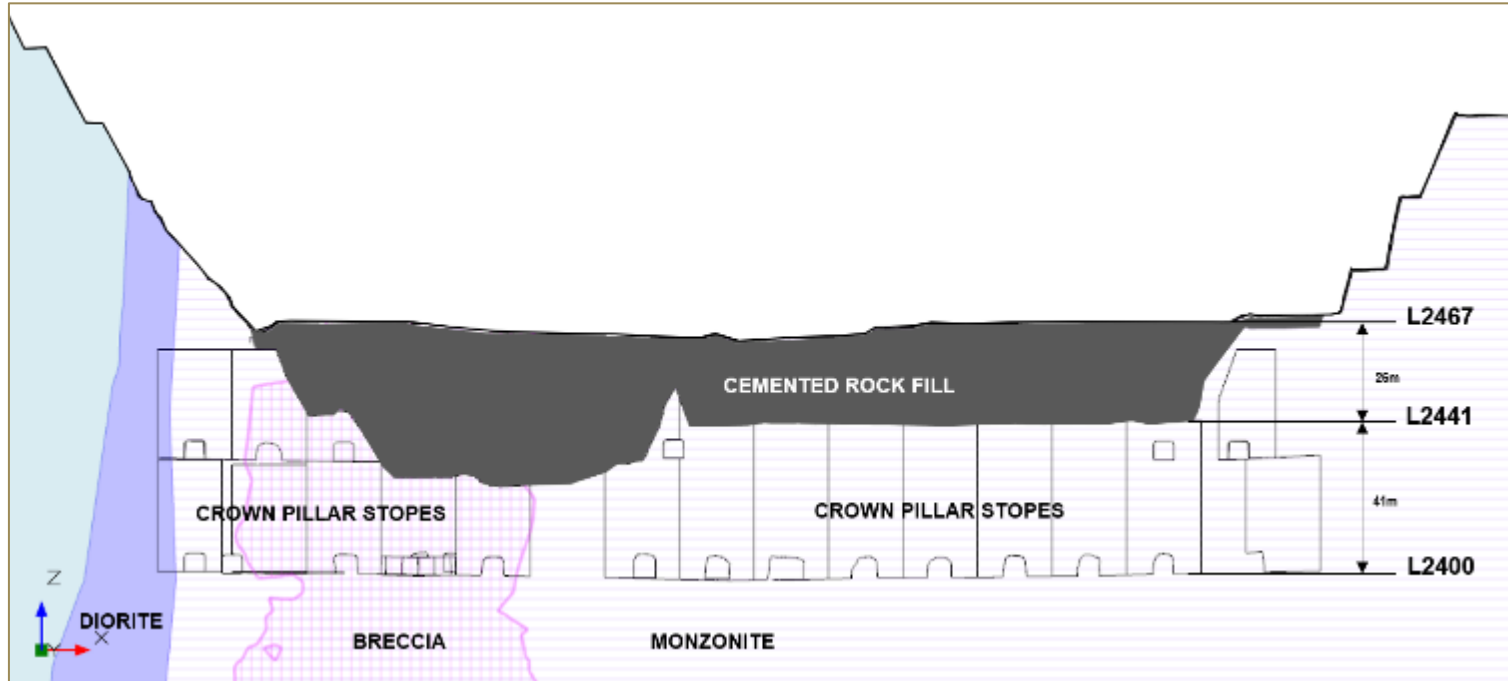 L2467
26m
CEMENTED ROCK FILL
L2441
CROWN PILLAR STOPES
CROWN PILLAR STOPES
41m
L2400
Z
DIORITE
X
Y
BRECCIA
MONZONITE